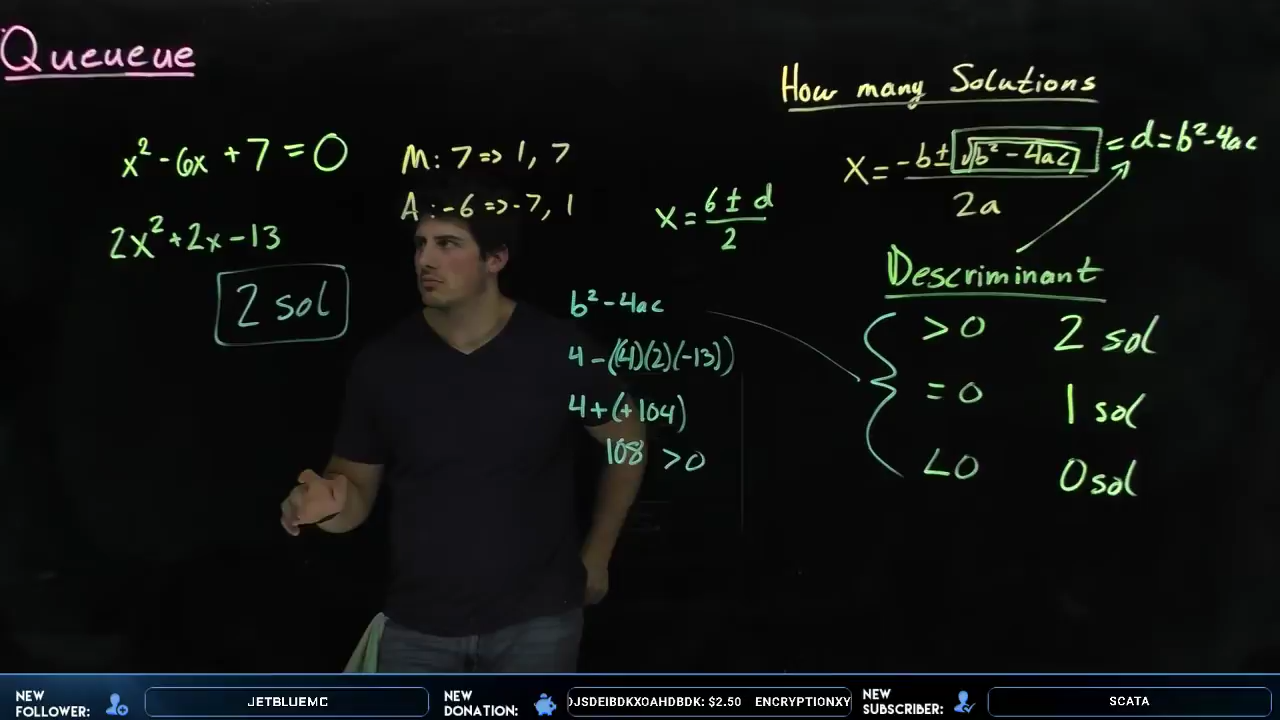 Queueue
x² - 6x + 7 = 0
2x² + 2x - 13
2 sol
M: 7 => 1, 7
A: -6 => -7, 1
x = 6 ± d / 2
b² - 4ac
4 - ((4)(2)(-13))
4 + (+104)
108 > 0
How many Solutions
x = -b ± √b² - 4ac / 2a = d = b² - 4ac
Descriminant
> 0 2 sol
= 0 1 sol
< 0 0 sol
NEW FOLLOWER: JETBLUEMC
NEW DONATION: DJSDEIBDKXOAHDBDK: $2.50 ENCRYPTIONXY
NEW SUBSCRIBER: SCATA